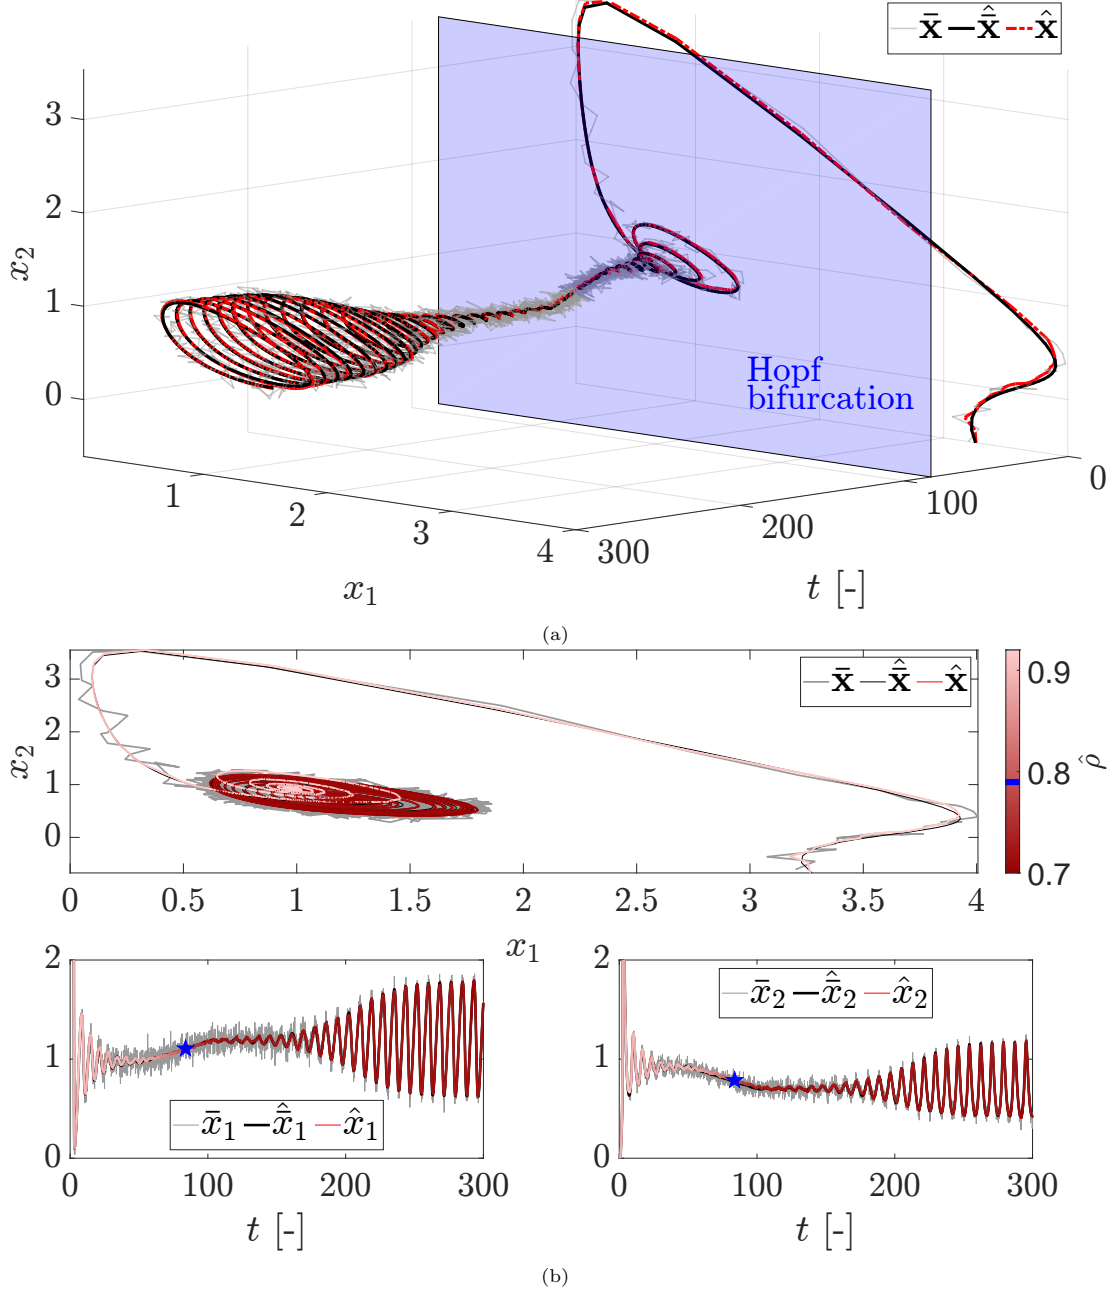 x̄ x̄̂ x̂
3
2
1
0
x₂
Hopf
bifurcation
1
2
3
4
300
200
100
0
x₁
t [-]
(a)
3
2
1
0
x₂
x̄ x̄̂ x̂
0.9
0.8
0.7
ρ̂
0 0.5 1 1.5 2 2.5 3 3.5 4
x₁
2
1
0
x̄₁ x̄̂₁ x̂₁
0 100 200 300
t [-]
2
1
0
x̄₂ x̄̂₂ x̂₂
0 100 200 300
t [-]
(b)